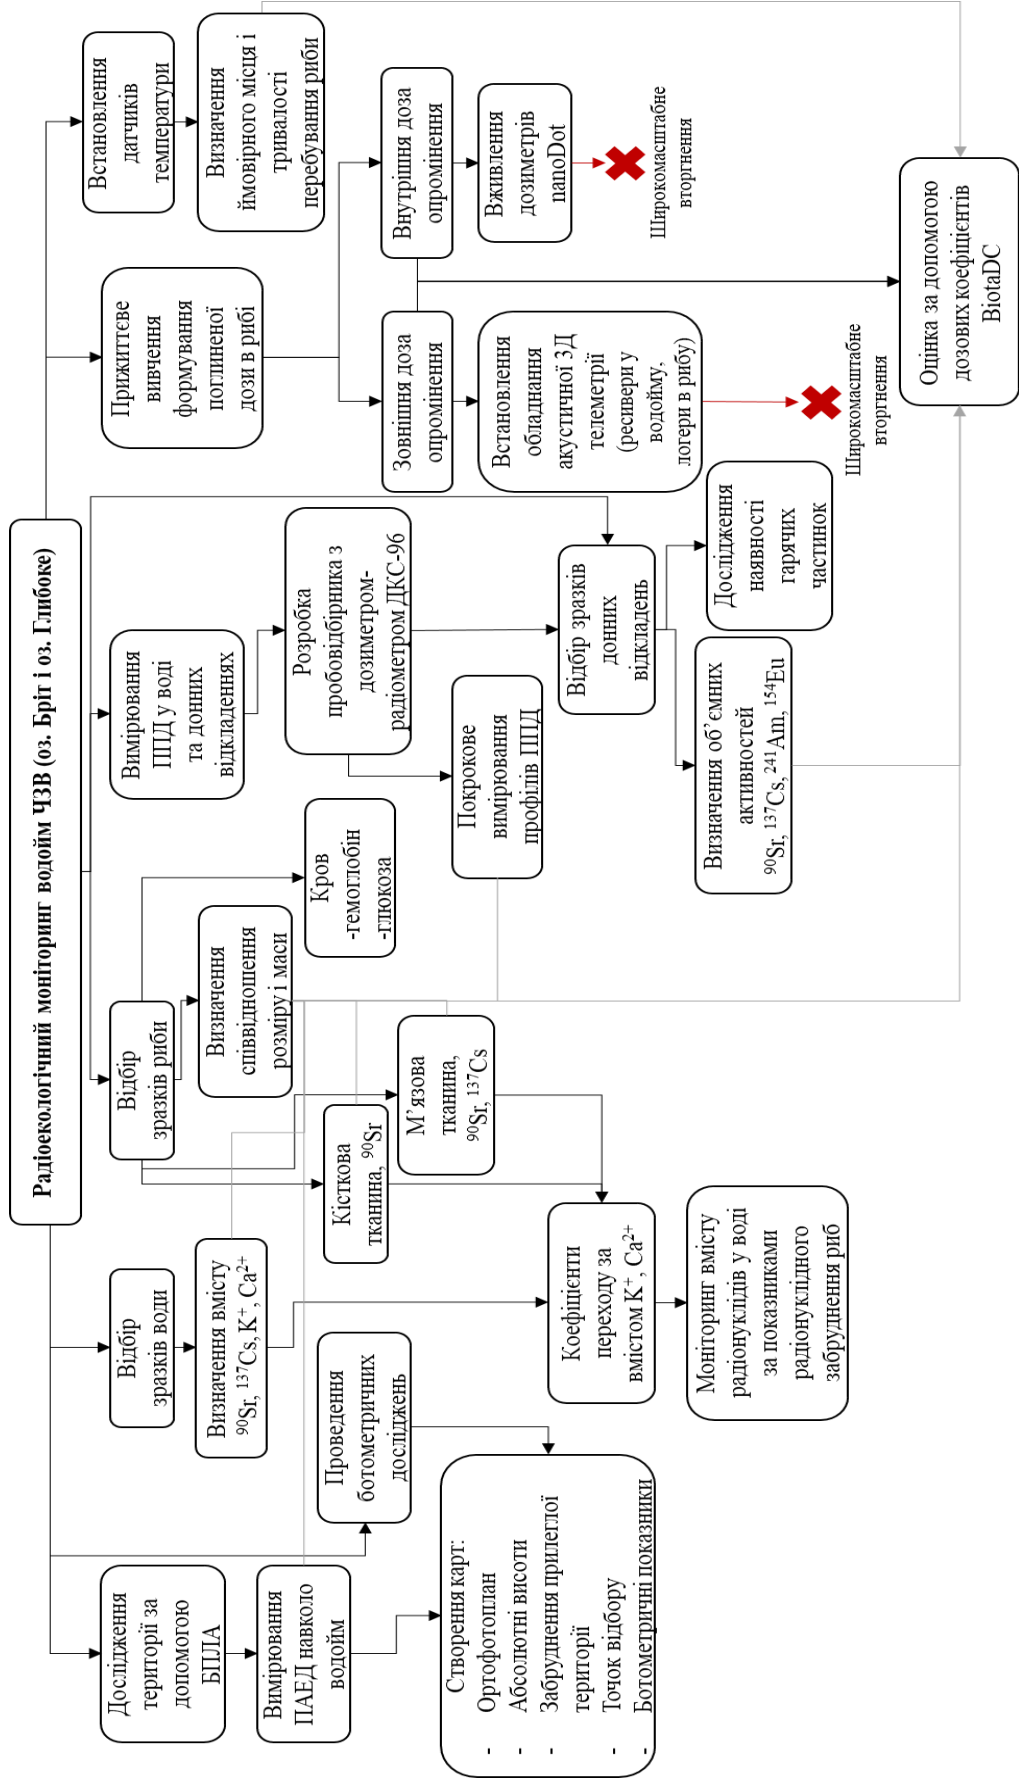 Радіоекологічний моніторинг водойм ЧЗВ (оз. Бріт і оз. Глибоке)
Дослідження
території за
допомогою
БПЛА
Вимірювання
ПАЕД навколо
водойм
Проведення
ботометричних
досліджень
Створення карт:
- Ортофотоплан
- Абсолютні висоти
- Забруднення прилеглої
території
- Точок відбору
- Ботометричні показники
Відбір
зразків води
Визначення вмісту
⁹⁰Sr, ¹³⁷Cs, K⁺, Ca²⁺
Відбір
зразків риби
Визначення
співвідношення
розміру і маси
Кров
-гемоглобін
-глюкоза
Кісткова
тканина, ⁹⁰Sr
М’язова
тканина,
⁹⁰Sr, ¹³⁷Cs
Коефіцієнти
переходу за
вмістом K⁺, Ca²⁺
Моніторинг вмісту
радіонуклідів у воді
за показниками
радіонуклідного
забруднення риб
Вимірювання
ППД у воді
та донних
відкладеннях
Розробка
пробовідбірника з
дозиметром-
радіометром ДКС-96
Покрокове
вимірювання
профілів ППД
Відбір зразків
донних
відкладень
Визначення об’ємних
активностей
⁹⁰Sr, ¹³⁷Cs, ²⁴¹Am, ¹⁵⁴Eu
Дослідження
наявності
гарячих
частинок
Прижиттєве
вивчення
формування
поглиненої
дози в рибі
Зовнішня доза
опромінення
Встановлення
обладнання
акустичної 3Д
телеметрії
(ресивери у
водойму,
логери в рибу)
Широкомасштабне
вторгнення
Внутрішня доза
опромінення
Вживлення
дозиметрів
nanoDot
Широкомасштабне
вторгнення
Встановлення
датчиків
температури
Визначення
ймовірного місця і
тривалості
перебування риби
Оцінка за допомогою
дозових коефіцієнтів
BiotaDC